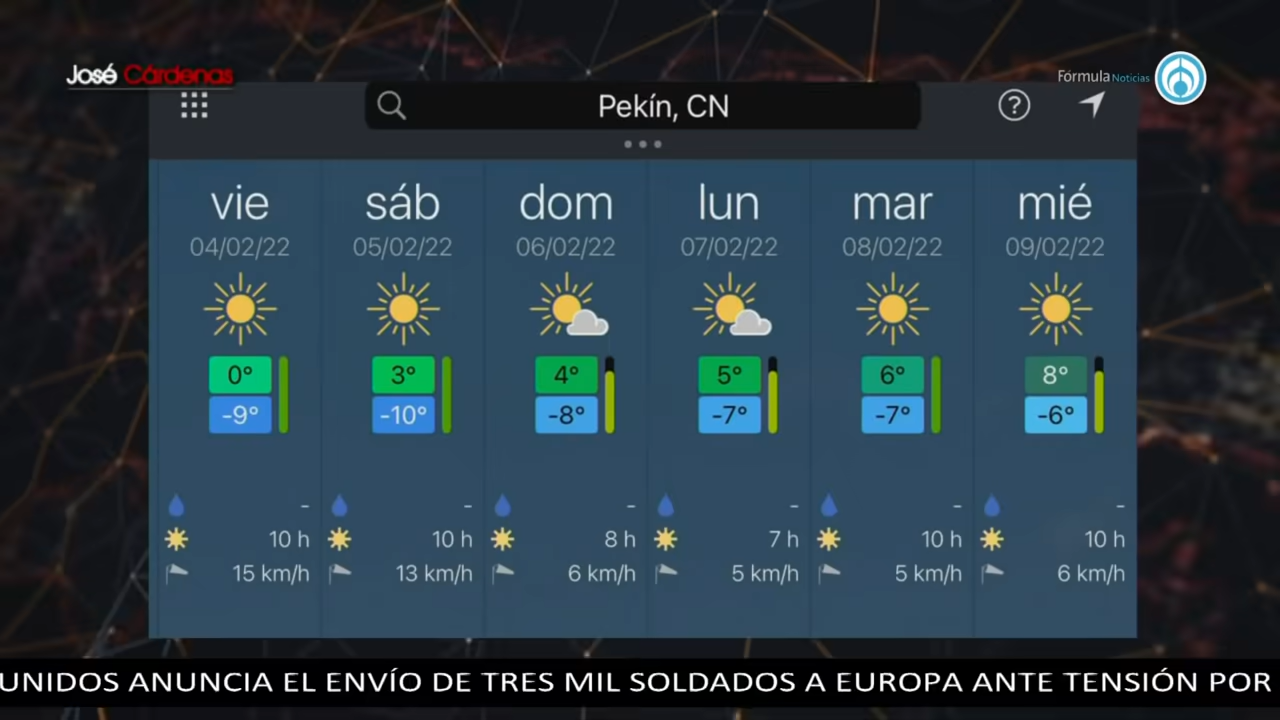 José Cárdenas
Fórmula Noticias
Pekín, CN
?
vie sáb dom lun mar mié
04/02/22 05/02/22 06/02/22 07/02/22 08/02/22 09/02/22
0° 3° 4° 5° 6° 8°
-9° -10° -8° -7° -7° -6°
- - - - - -
10 h 10 h 8 h 7 h 10 h 10 h
15 km/h 13 km/h 6 km/h 5 km/h 5 km/h 6 km/h
UNIDOS ANUNCIA EL ENVÍO DE TRES MIL SOLDADOS A EUROPA ANTE TENSIÓN POR